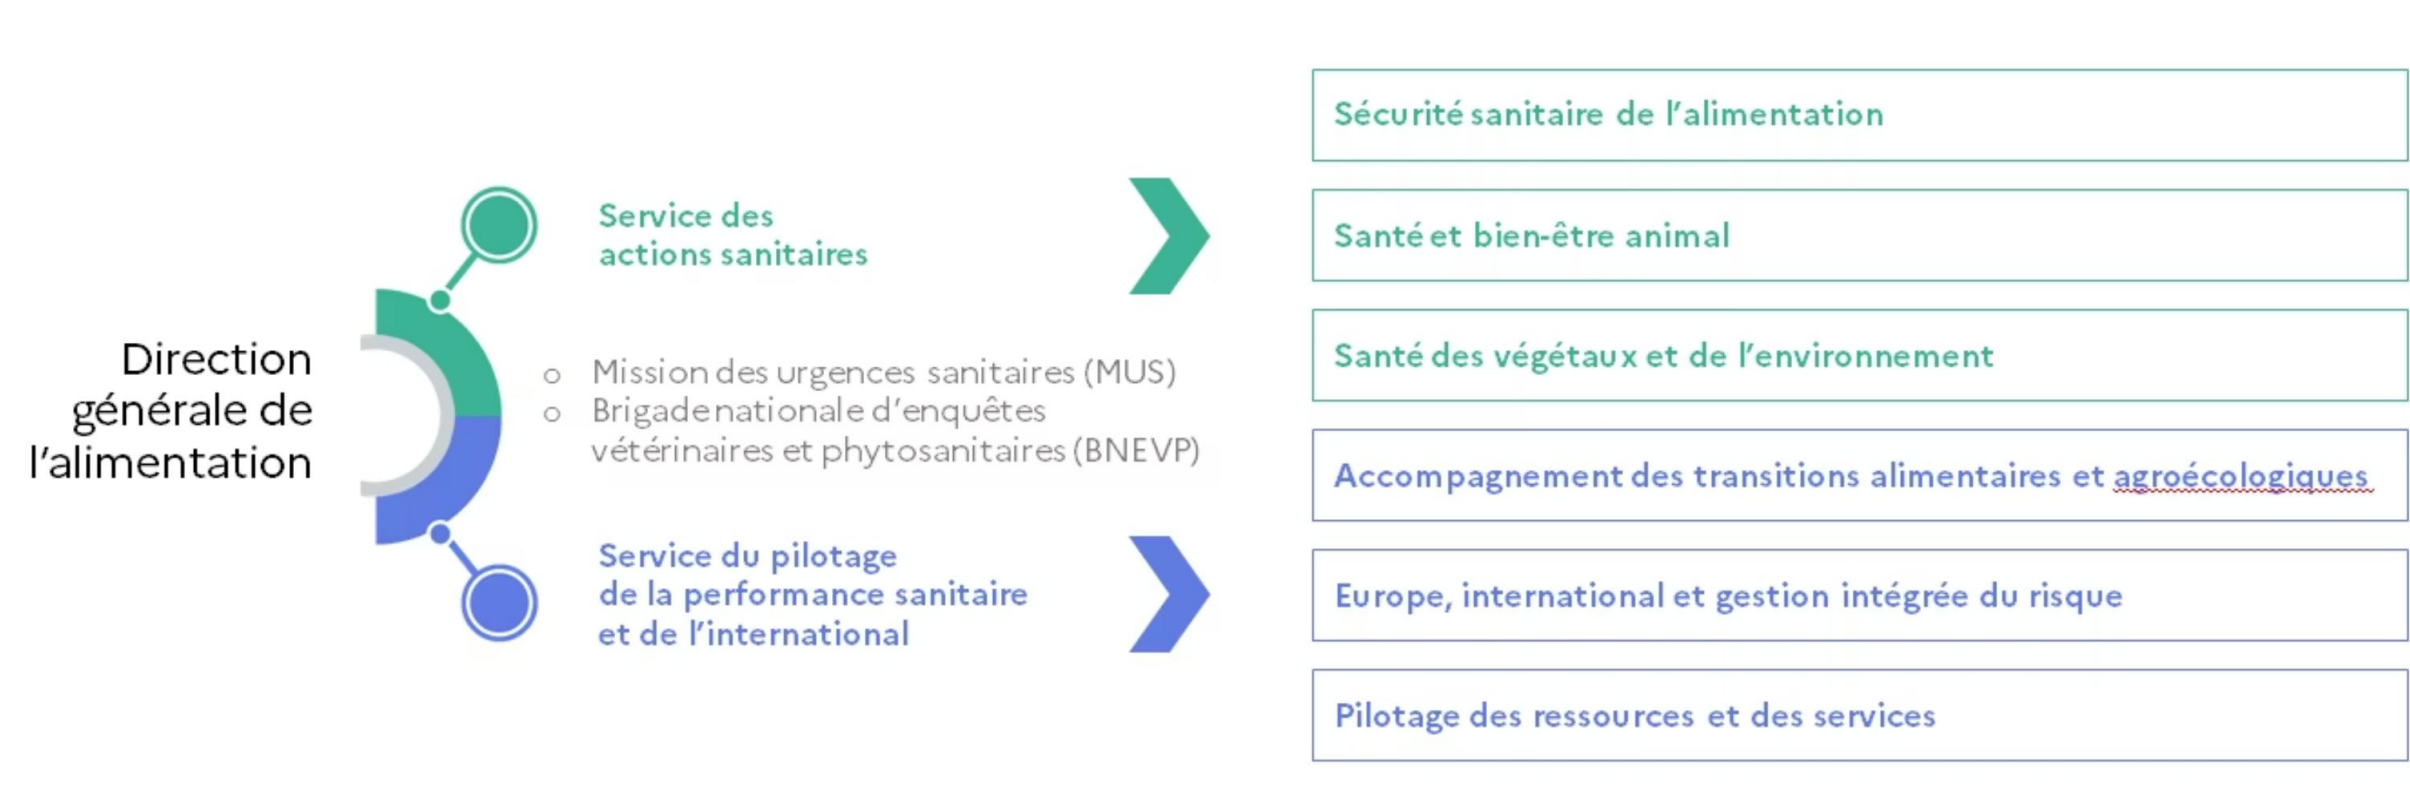 Direction
générale de
l’alimentation
Service des
actions sanitaires
o Mission des urgences sanitaires (MUS)
o Brigade nationale d’enquêtes
vétérinaires et phytosanitaires (BNEVP)
Service du pilotage
de la performance sanitaire
et de l’international
Sécurité sanitaire de l’alimentation
Santé et bien-être animal
Santé des végétaux et de l’environnement
Accompagnement des transitions alimentaires et agroécologiques
Europe, international et gestion intégrée du risque
Pilotage des ressources et des services